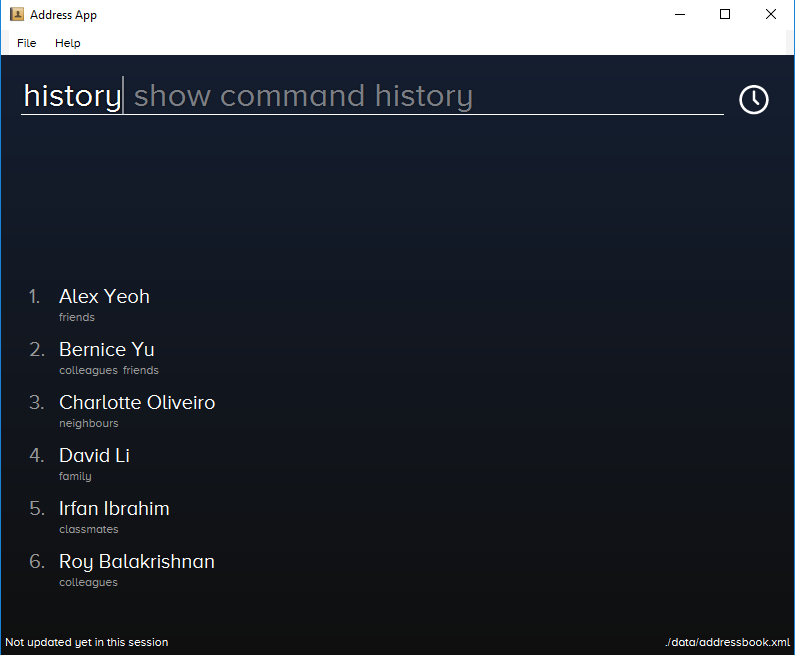 Address App
File Help
history show command history
1. Alex Yeoh
friends
2. Bernice Yu
colleagues friends
3. Charlotte Oliveiro
neighbours
4. David Li
family
5. Irfan Ibrahim
classmates
6. Roy Balakrishnan
colleagues
Not updated yet in this session ./data/addressbook.xml